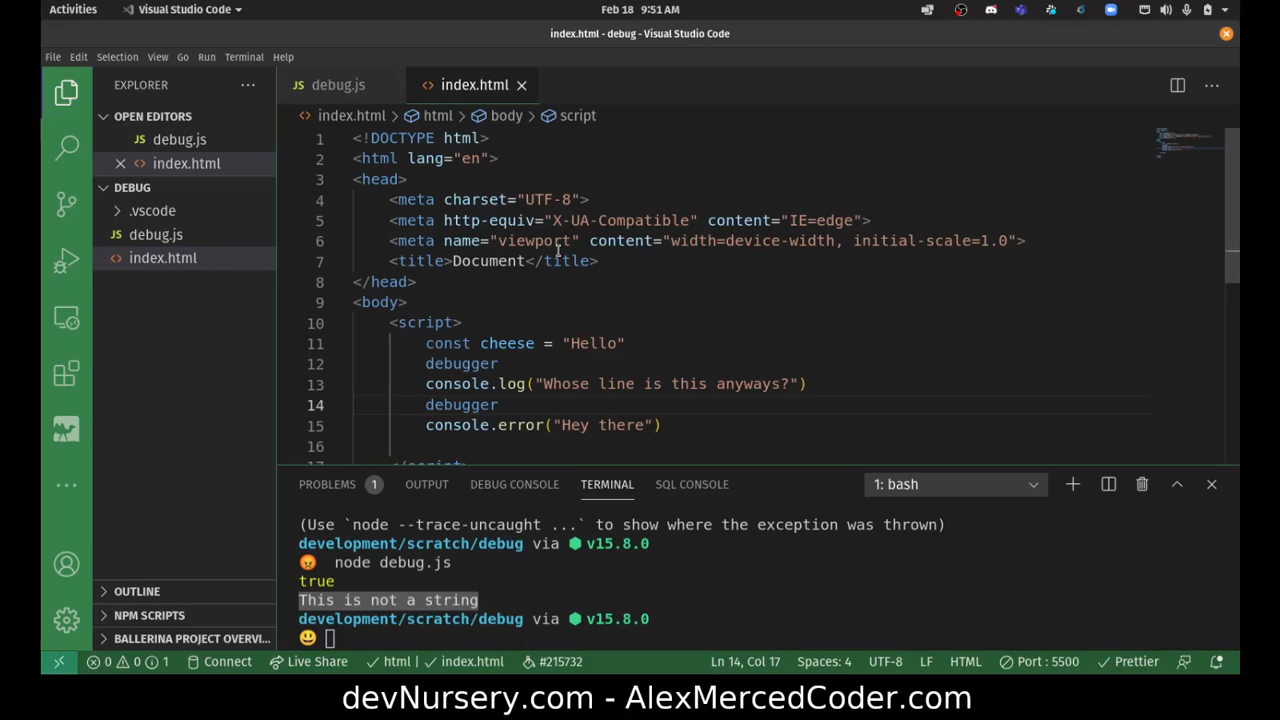 Activities Visual Studio Code Feb 18 9:51 AM
index.html - debug - Visual Studio Code
File Edit Selection View Go Run Terminal Help
EXPLORER
OPEN EDITORS
JS debug.js
index.html
DEBUG
.vscode
JS debug.js
index.html
OUTLINE
NPM SCRIPTS
BALLERINA PROJECT OVERVI...
JS debug.js
index.html
index.html > html > body > script
1 <!DOCTYPE html>
2 <html lang="en">
3 <head>
4 <meta charset="UTF-8">
5 <meta http-equiv="X-UA-Compatible" content="IE=edge">
6 <meta name="viewport" content="width=device-width, initial-scale=1.0">
7 <title>Document</title>
8 </head>
9 <body>
10 <script>
11 const cheese = "Hello"
12 debugger
13 console.log("Whose line is this anyways?")
14 debugger
15 console.error("Hey there")
16
17 </script>
PROBLEMS 1 OUTPUT DEBUG CONSOLE TERMINAL SQL CONSOLE 1: bash
(Use `node --trace-uncaught ...` to show where the exception was thrown)
development/scratch/debug via v15.8.0
😡 node debug.js
true
This is not a string
development/scratch/debug via v15.8.0
😃
0 0 1 Connect Live Share html index.html #215732 Ln 14, Col 17 Spaces: 4 UTF-8 LF HTML Port : 5500 Prettier
devNursery.com - AlexMercedCoder.com